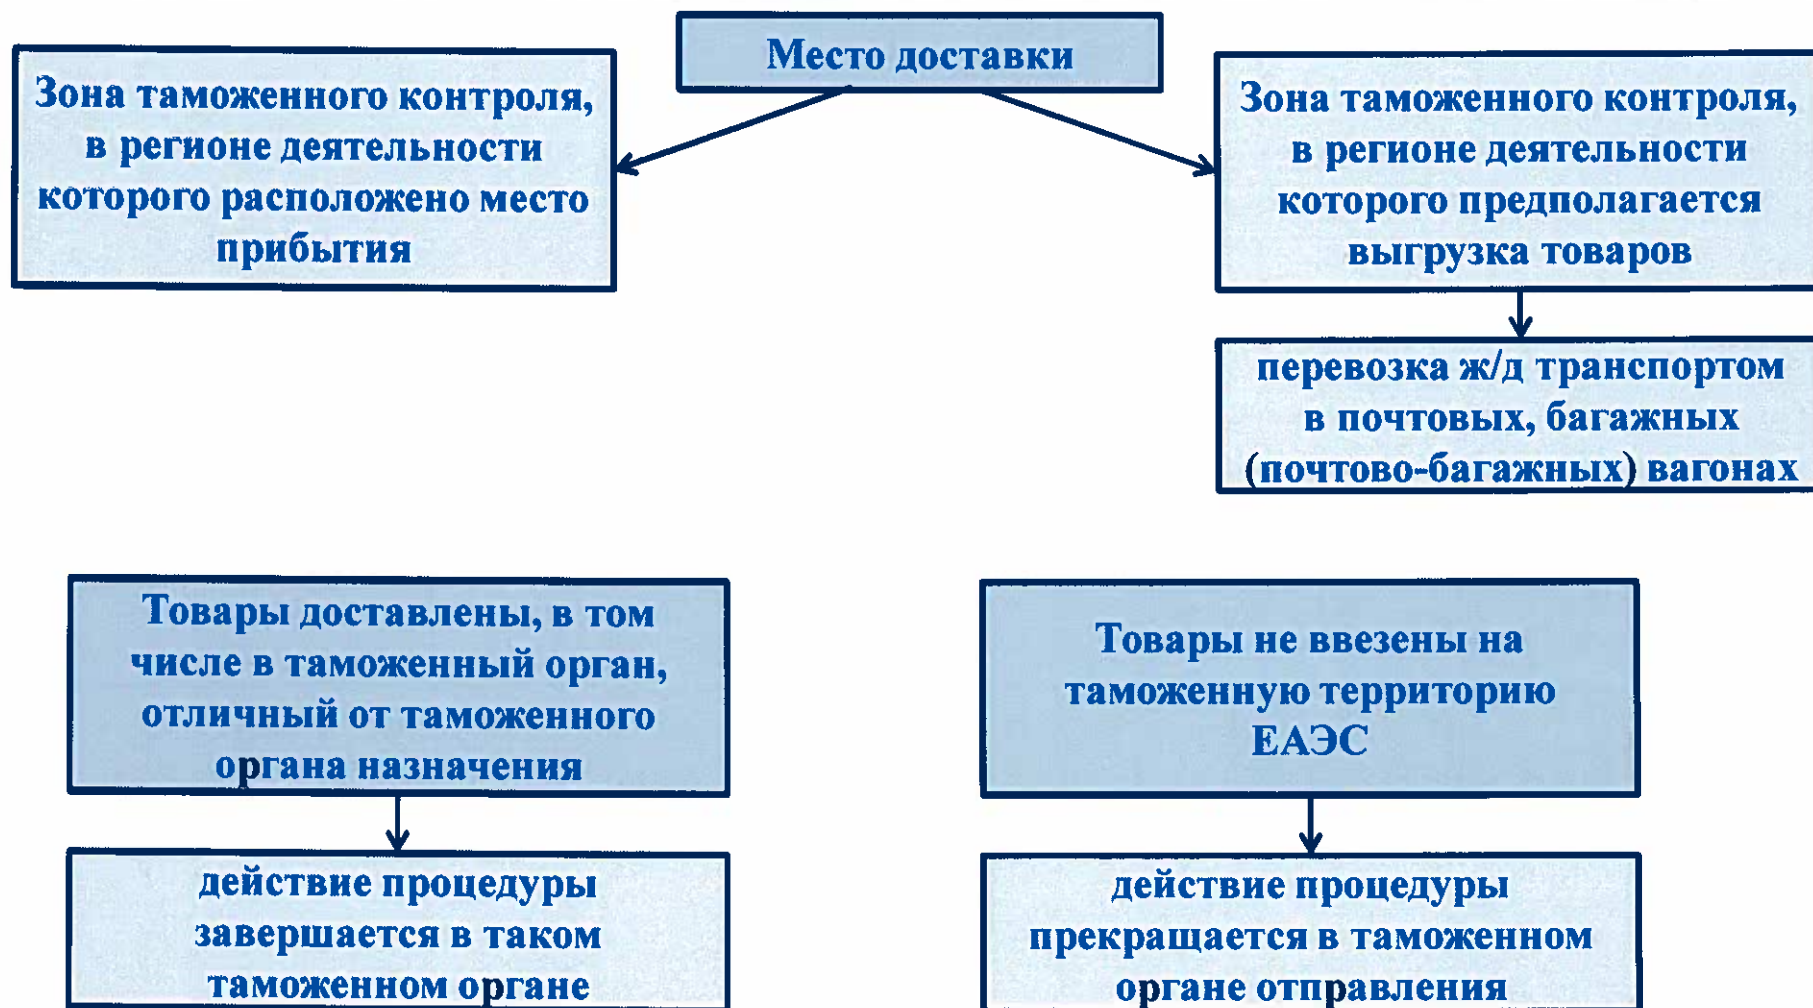 Место доставки
Зона таможенного контроля,
в регионе деятельности
которого расположено место
прибытия
Зона таможенного контроля,
в регионе деятельности
которого предполагается
выгрузка товаров
перевозка ж/д транспортом
в почтовых, багажных
(почтово-багажных) вагонах
Товары доставлены, в том
числе в таможенный орган,
отличный от таможенного
органа назначения
действие процедуры
завершается в таком
таможенном органе
Товары не ввезены на
таможенную территорию
ЕАЭС
действие процедуры
прекращается в таможенном
органе отправления